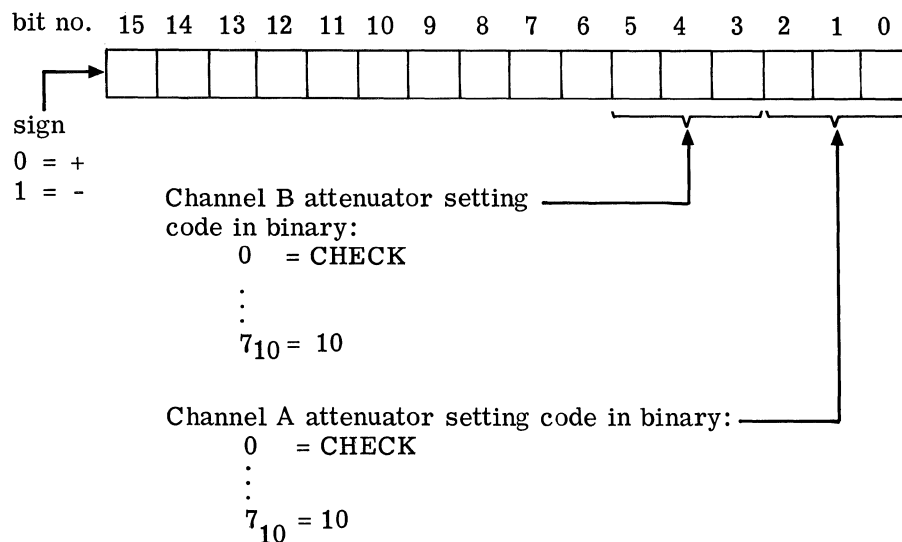 bit no. 15 14 13 12 11 10 9 8 7 6 5 4 3 2 1 0
sign
0 = +
1 = -
Channel B attenuator setting
code in binary:
0 = CHECK
.
.
.
7₁₀ = 10
Channel A attenuator setting code in binary:
0 = CHECK
.
.
.
7₁₀ = 10